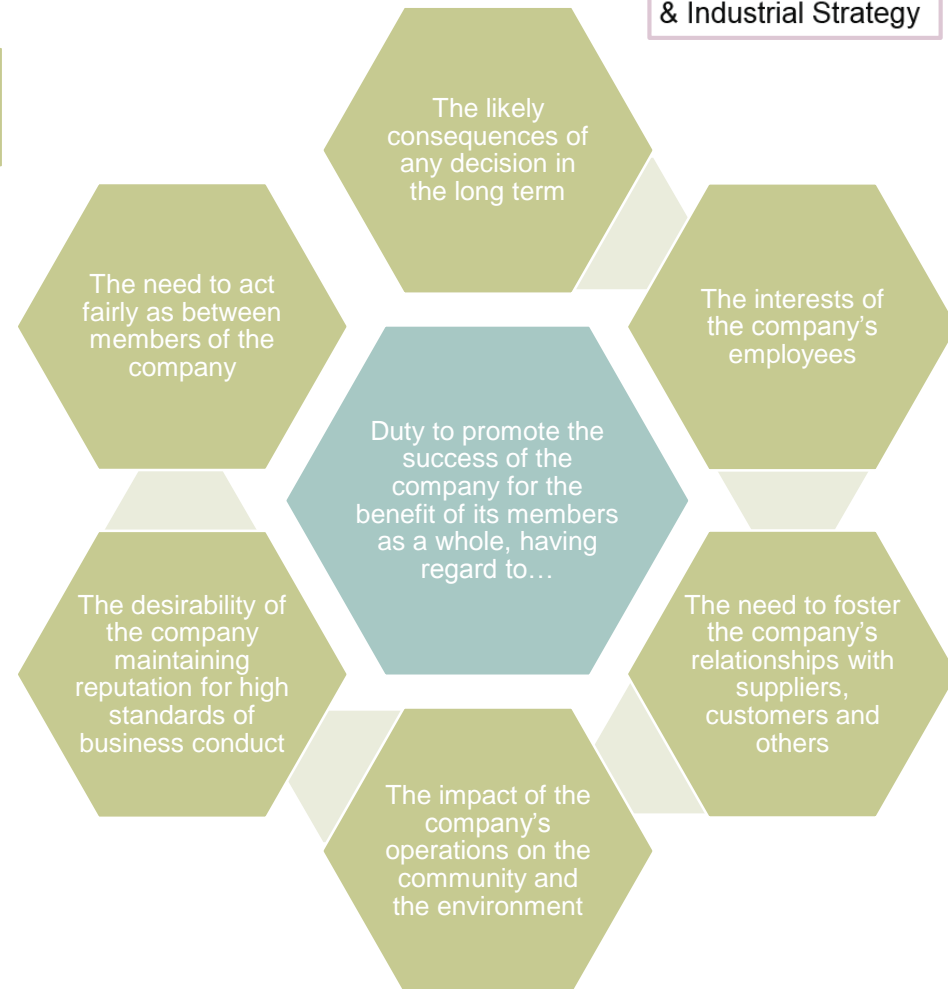 & Industrial Strategy
The likely
consequences of
any decision in
the long term
The interests of
the company’s
employees
The need to foster
the company’s
relationships with
suppliers,
customers and
others
The impact of the
company’s
operations on the
community and
the environment
The desirability of
the company
maintaining
reputation for high
standards of
business conduct
The need to act
fairly as between
members of the
company
Duty to promote the
success of the
company for the
benefit of its members
as a whole, having
regard to…